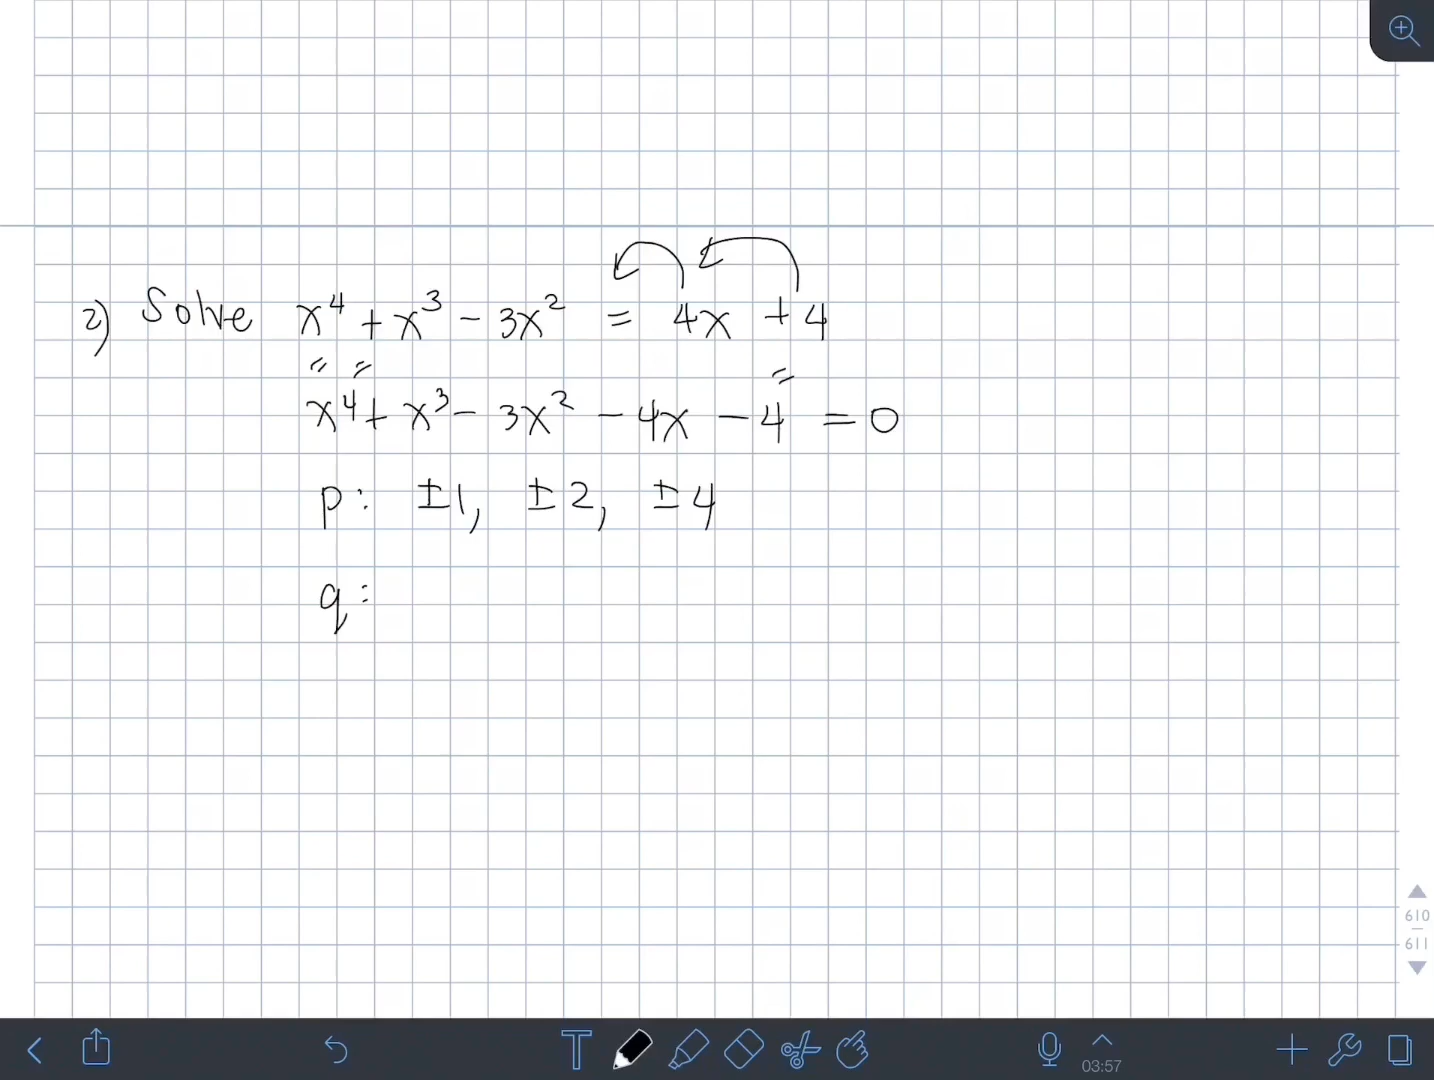 2) Solve x⁴ + x³ - 3x² = 4x + 4
x⁴ + x³ - 3x² - 4x - 4 = 0
p: ±1, ±2, ±4
q:
610
611
T
03:57